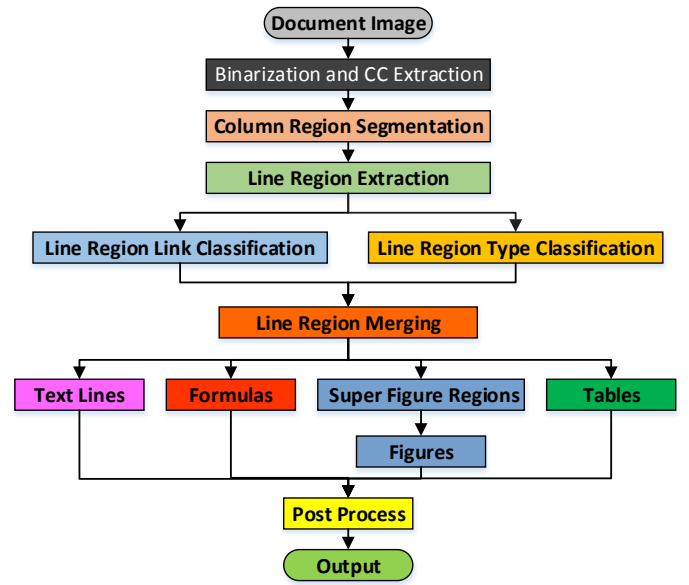 Document Image
Binarization and CC Extraction
Column Region Segmentation
Line Region Extraction
Line Region Link Classification
Line Region Type Classification
Line Region Merging
Text Lines
Formulas
Super Figure Regions
Tables
Figures
Post Process
Output